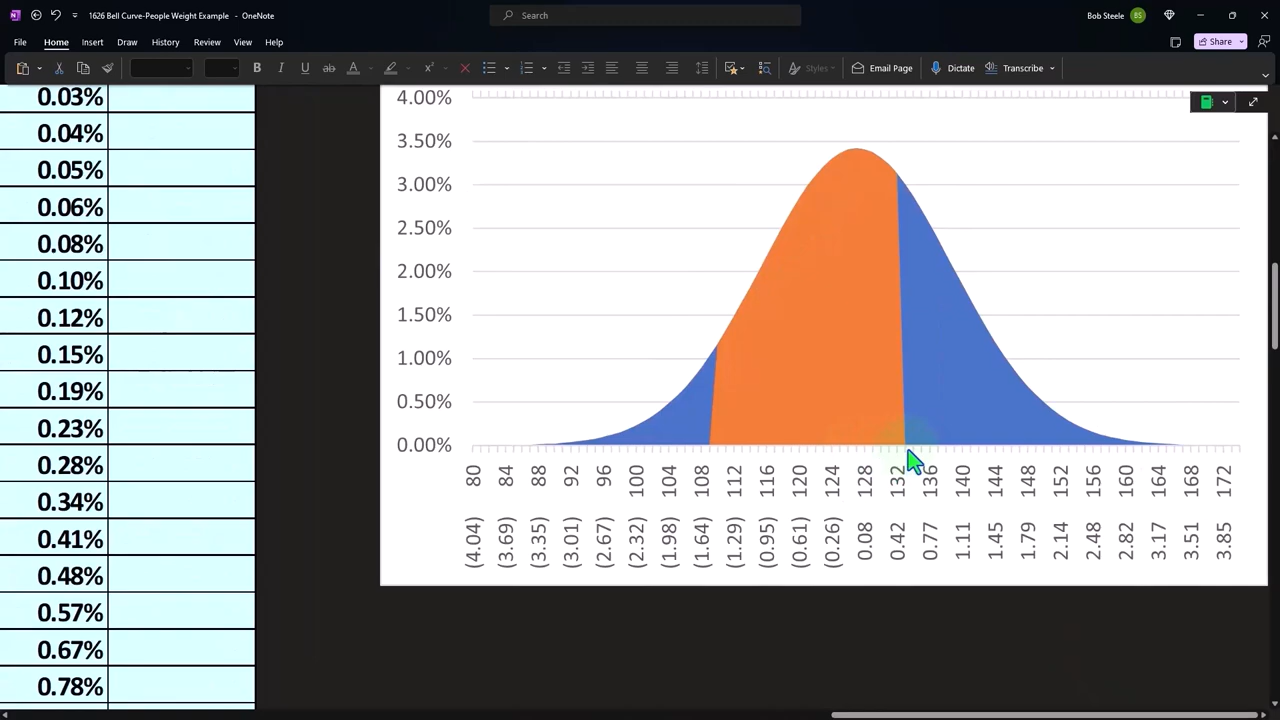 1626 Bell Curve-People Weight Example - OneNote
Search
Bob Steele
BS
File Home Insert Draw History Review View Help
Share
B I U ab A x Styles Email Page Dictate Transcribe
0.03%
0.04%
0.05%
0.06%
0.08%
0.10%
0.12%
0.15%
0.19%
0.23%
0.28%
0.34%
0.41%
0.48%
0.57%
0.67%
0.78%
4.00%
3.50%
3.00%
2.50%
2.00%
1.50%
1.00%
0.50%
0.00%
80 84 88 92 96 100 104 108 112 116 120 124 128 132 136 140 144 148 152 156 160 164 168 172
(4.04) (3.69) (3.35) (3.01) (2.67) (2.32) (1.98) (1.64) (1.29) (0.95) (0.61) (0.26) 0.08 0.42 0.77 1.11 1.45 1.79 2.14 2.48 2.82 3.17 3.51 3.85